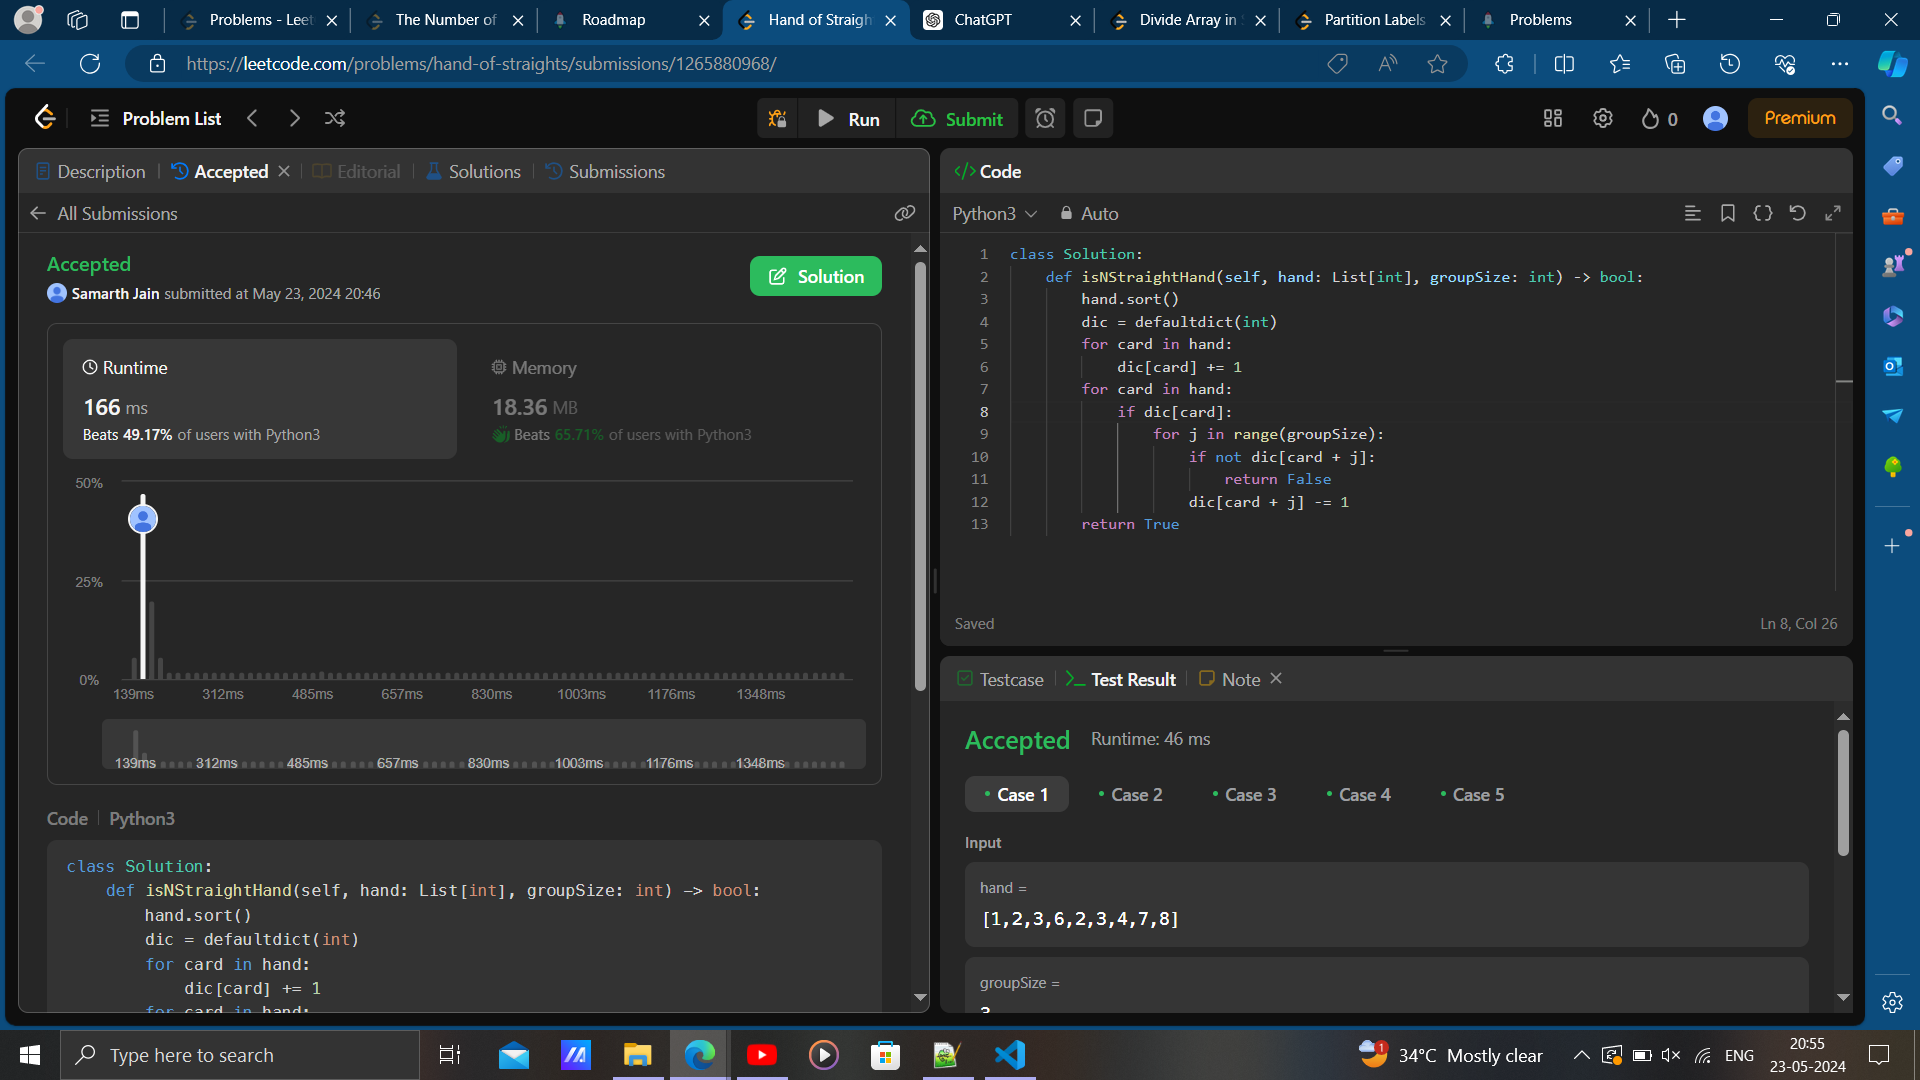 Problems - Leet
The Number of
Roadmap
Hand of Straigh
ChatGPT
Divide Array in S
Partition Labels
Problems
https://leetcode.com/problems/hand-of-straights/submissions/1265880968/
Problem List
Run
Submit
0
Premium
Description
Accepted
Editorial
Solutions
Submissions
All Submissions
Accepted
Samarth Jain submitted at May 23, 2024 20:46
Solution
Runtime
166 ms
Beats 49.17% of users with Python3
Memory
18.36 MB
Beats 65.71% of users with Python3
50%
25%
0%
139ms 312ms 485ms 657ms 830ms 1003ms 1176ms 1348ms
139ms 312ms 485ms 657ms 830ms 1003ms 1176ms 1348ms
Code Python3
class Solution:
def isNStraightHand(self, hand: List[int], groupSize: int) -> bool:
hand.sort()
dic = defaultdict(int)
for card in hand:
dic[card] += 1
for card in hand:
</> Code
Python3 Auto
1 class Solution:
2 def isNStraightHand(self, hand: List[int], groupSize: int) -> bool:
3 hand.sort()
4 dic = defaultdict(int)
5 for card in hand:
6 dic[card] += 1
7 for card in hand:
8 if dic[card]:
9 for j in range(groupSize):
10 if not dic[card + j]:
11 return False
12 dic[card + j] -= 1
13 return True
Saved
Ln 8, Col 26
Testcase
Test Result
Note
Accepted Runtime: 46 ms
Case 1 Case 2 Case 3 Case 4 Case 5
Input
hand =
[1,2,3,6,2,3,4,7,8]
groupSize =
3
Type here to search
1
34°C Mostly clear
ENG
20:55
23-05-2024